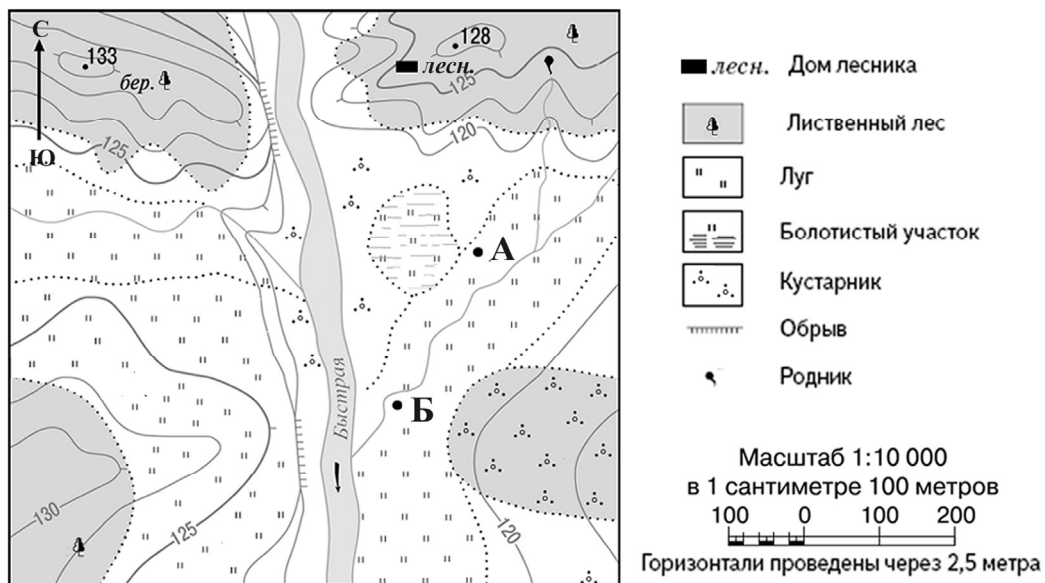 С
133
бер.
Ю
125
128
лесн.
125
120
А
Б
Быстрая
130
125
120
лесн. Дом лесника
Лиственный лес
Луг
Болотистый участок
Кустарник
Обрыв
Родник
Масштаб 1:10 000
в 1 сантиметре 100 метров
100 0 100 200
Горизонтали проведены через 2,5 метра